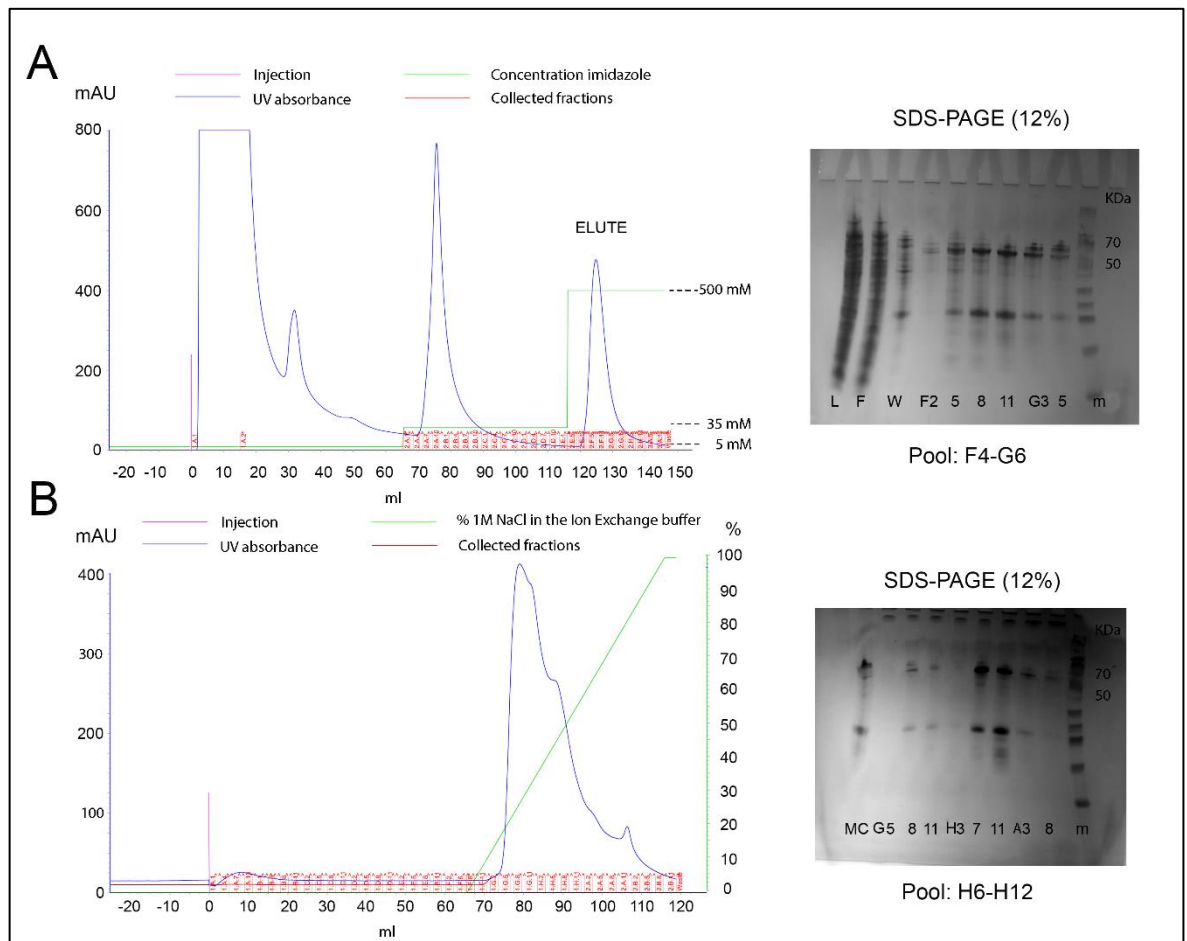 A
Injection
Concentration imidazole
UV absorbance
Collected fractions
mAU
800
600
400
200
0
ELUTE
500 mM
35 mM
5 mM
-20 -10 0 10 20 30 40 50 60 70 80 90 100 110 120 130 140 150
ml
SDS-PAGE (12%)
KDa
70
50
L F W F2 5 8 11 G3 5 m
Pool: F4-G6
B
Injection
% 1M NaCl in the Ion Exchange buffer
UV absorbance
Collected fractions
mAU
%
400
300
200
100
0
100
90
80
70
60
50
40
30
20
10
0
-20 -10 0 10 20 30 40 50 60 70 80 90 100 110 120
ml
SDS-PAGE (12%)
KDa
70
50
MC G5 8 11 H3 7 11 A3 8 m
Pool: H6-H12